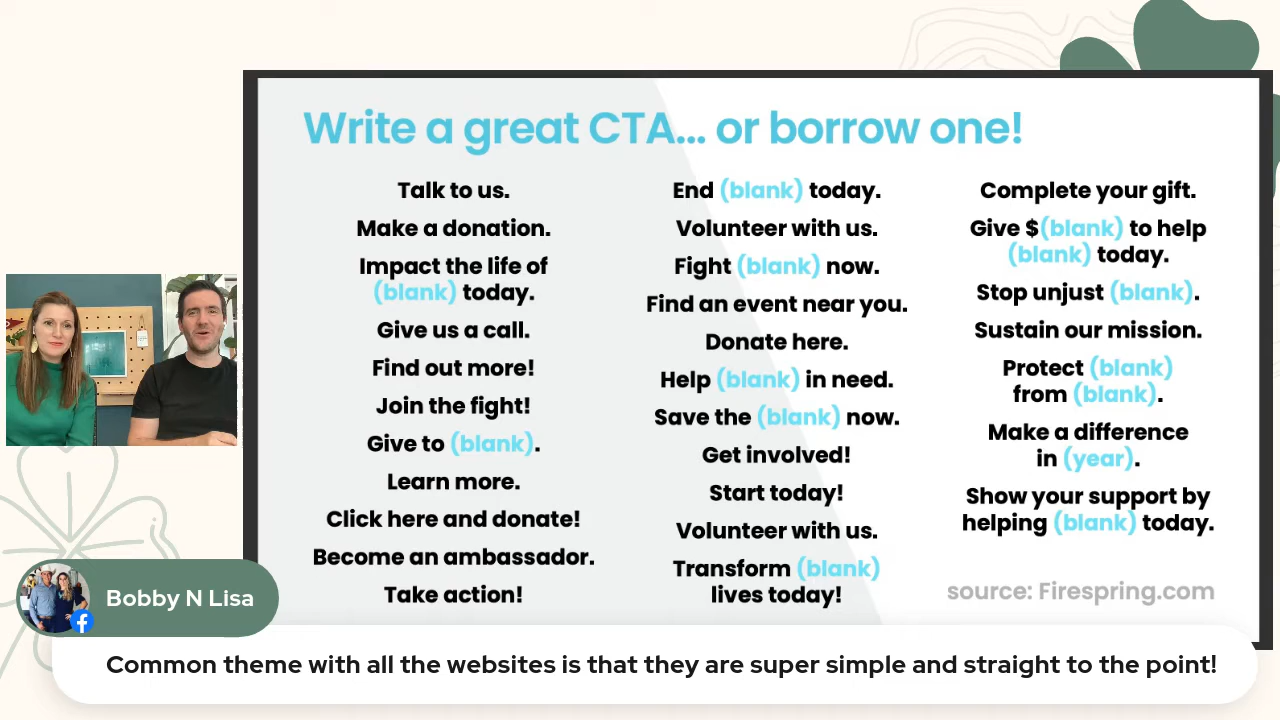 Write a great CTA... or borrow one!
Talk to us.
Make a donation.
Impact the life of
(blank) today.
Give us a call.
Find out more!
Join the fight!
Give to (blank).
Learn more.
Click here and donate!
Become an ambassador.
Take action!
End (blank) today.
Volunteer with us.
Fight (blank) now.
Find an event near you.
Donate here.
Help (blank) in need.
Save the (blank) now.
Get involved!
Start today!
Volunteer with us.
Transform (blank)
lives today!
Complete your gift.
Give $(blank) to help
(blank) today.
Stop unjust (blank).
Sustain our mission.
Protect (blank)
from (blank).
Make a difference
in (year).
Show your support by
helping (blank) today.
source: Firespring.com
Bobby N Lisa
Common theme with all the websites is that they are super simple and straight to the point!